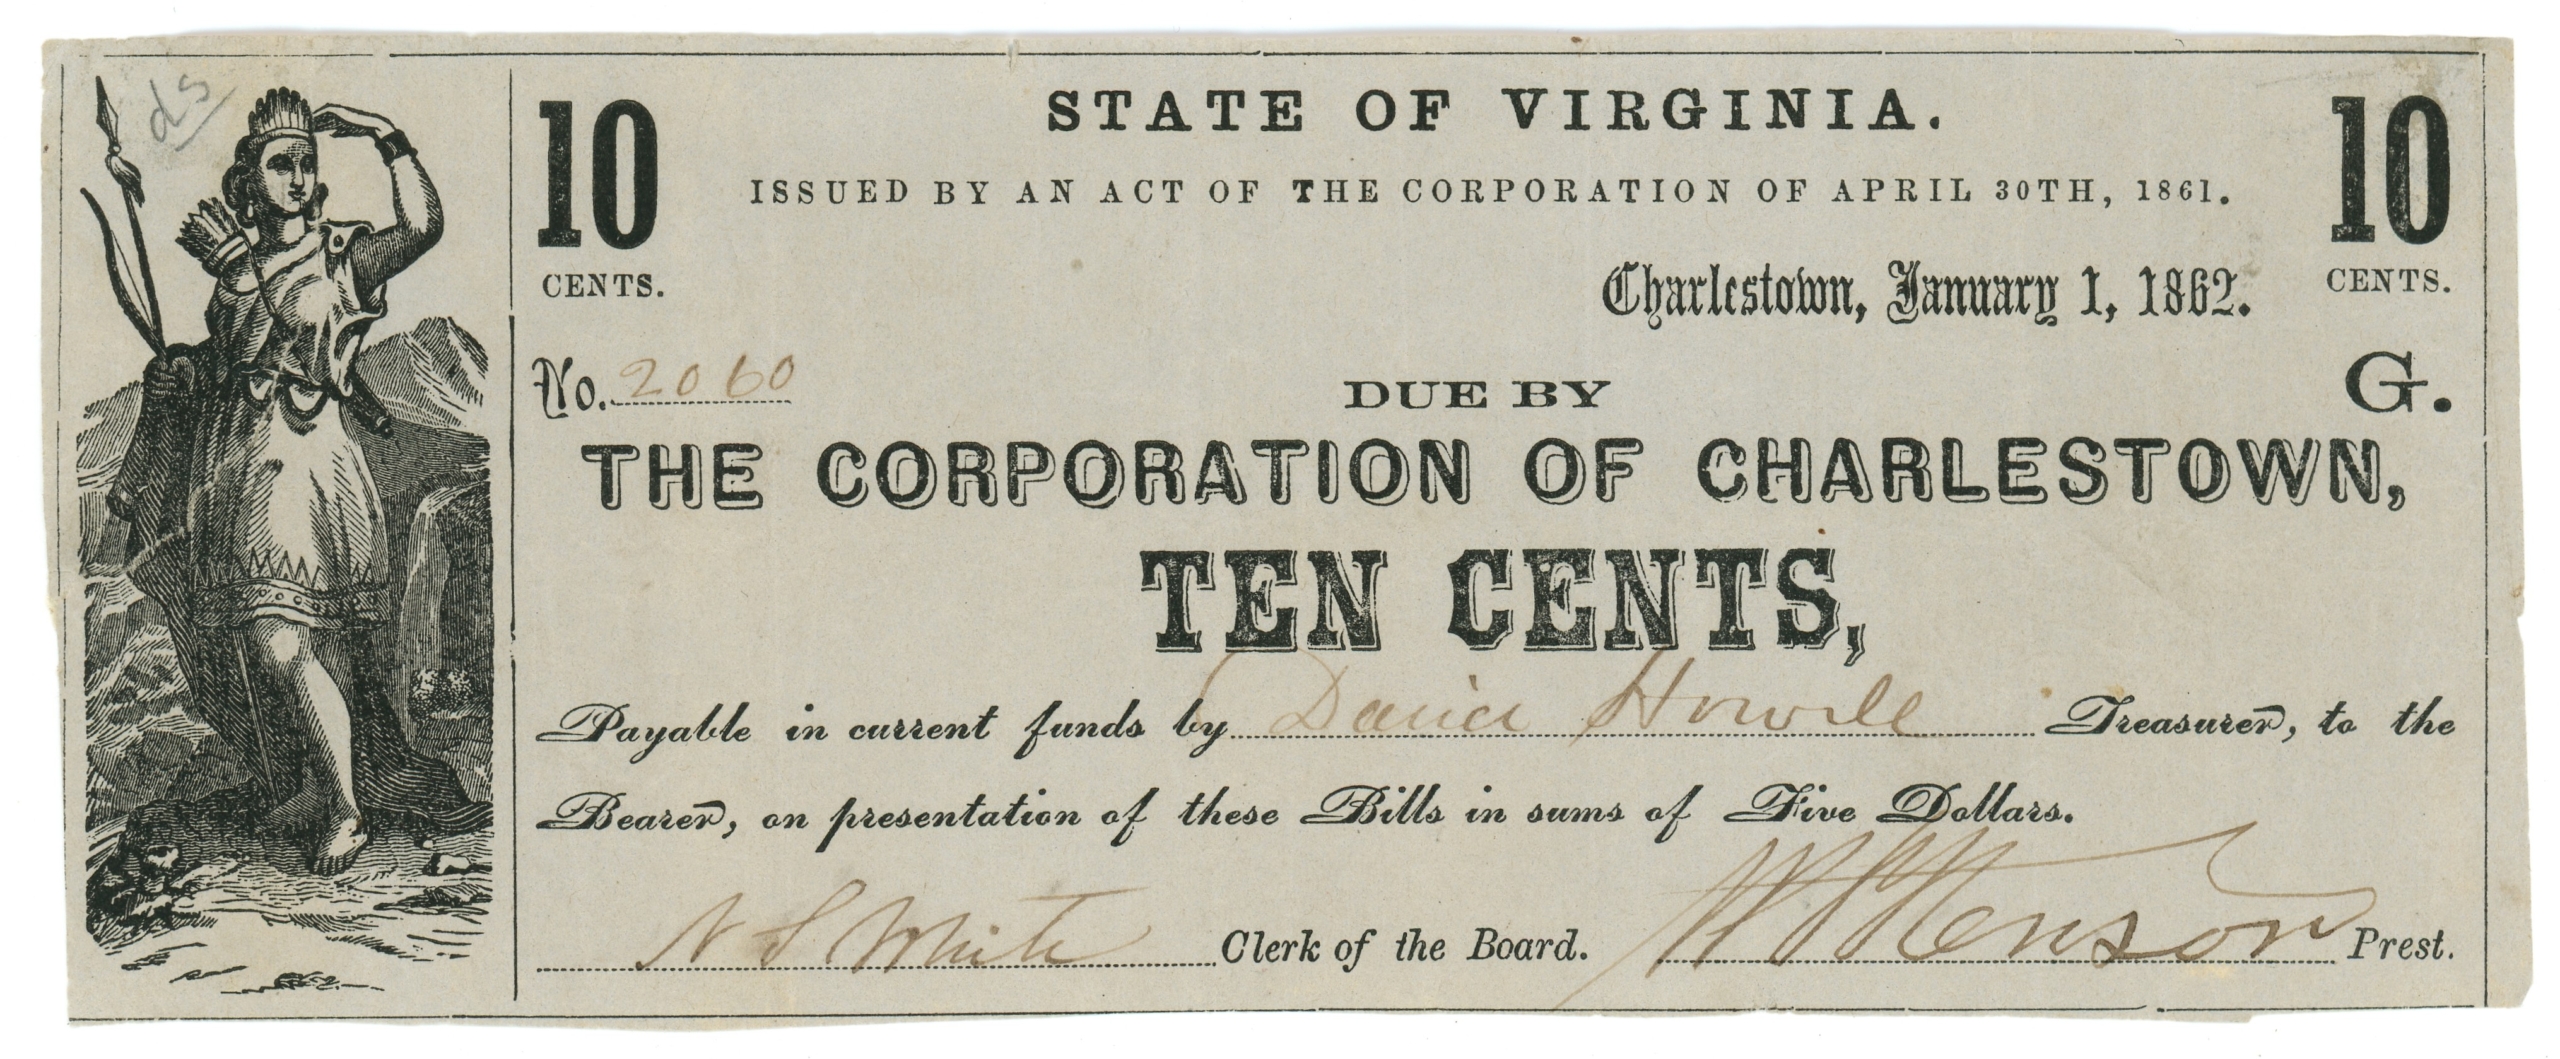 ds
10 STATE OF VIRGINIA. 10
CENTS. ISSUED BY AN ACT OF THE CORPORATION OF APRIL 30TH, 1861. CENTS.
Charlestown, January 1, 1862.
No. 2060 DUE BY G.
THE CORPORATION OF CHARLESTOWN,
TEN CENTS,
Payable in current funds by David Howell Treasurer, to the
Bearer, on presentation of these Bills in sums of Five Dollars.
N S White Clerk of the Board. Prest.